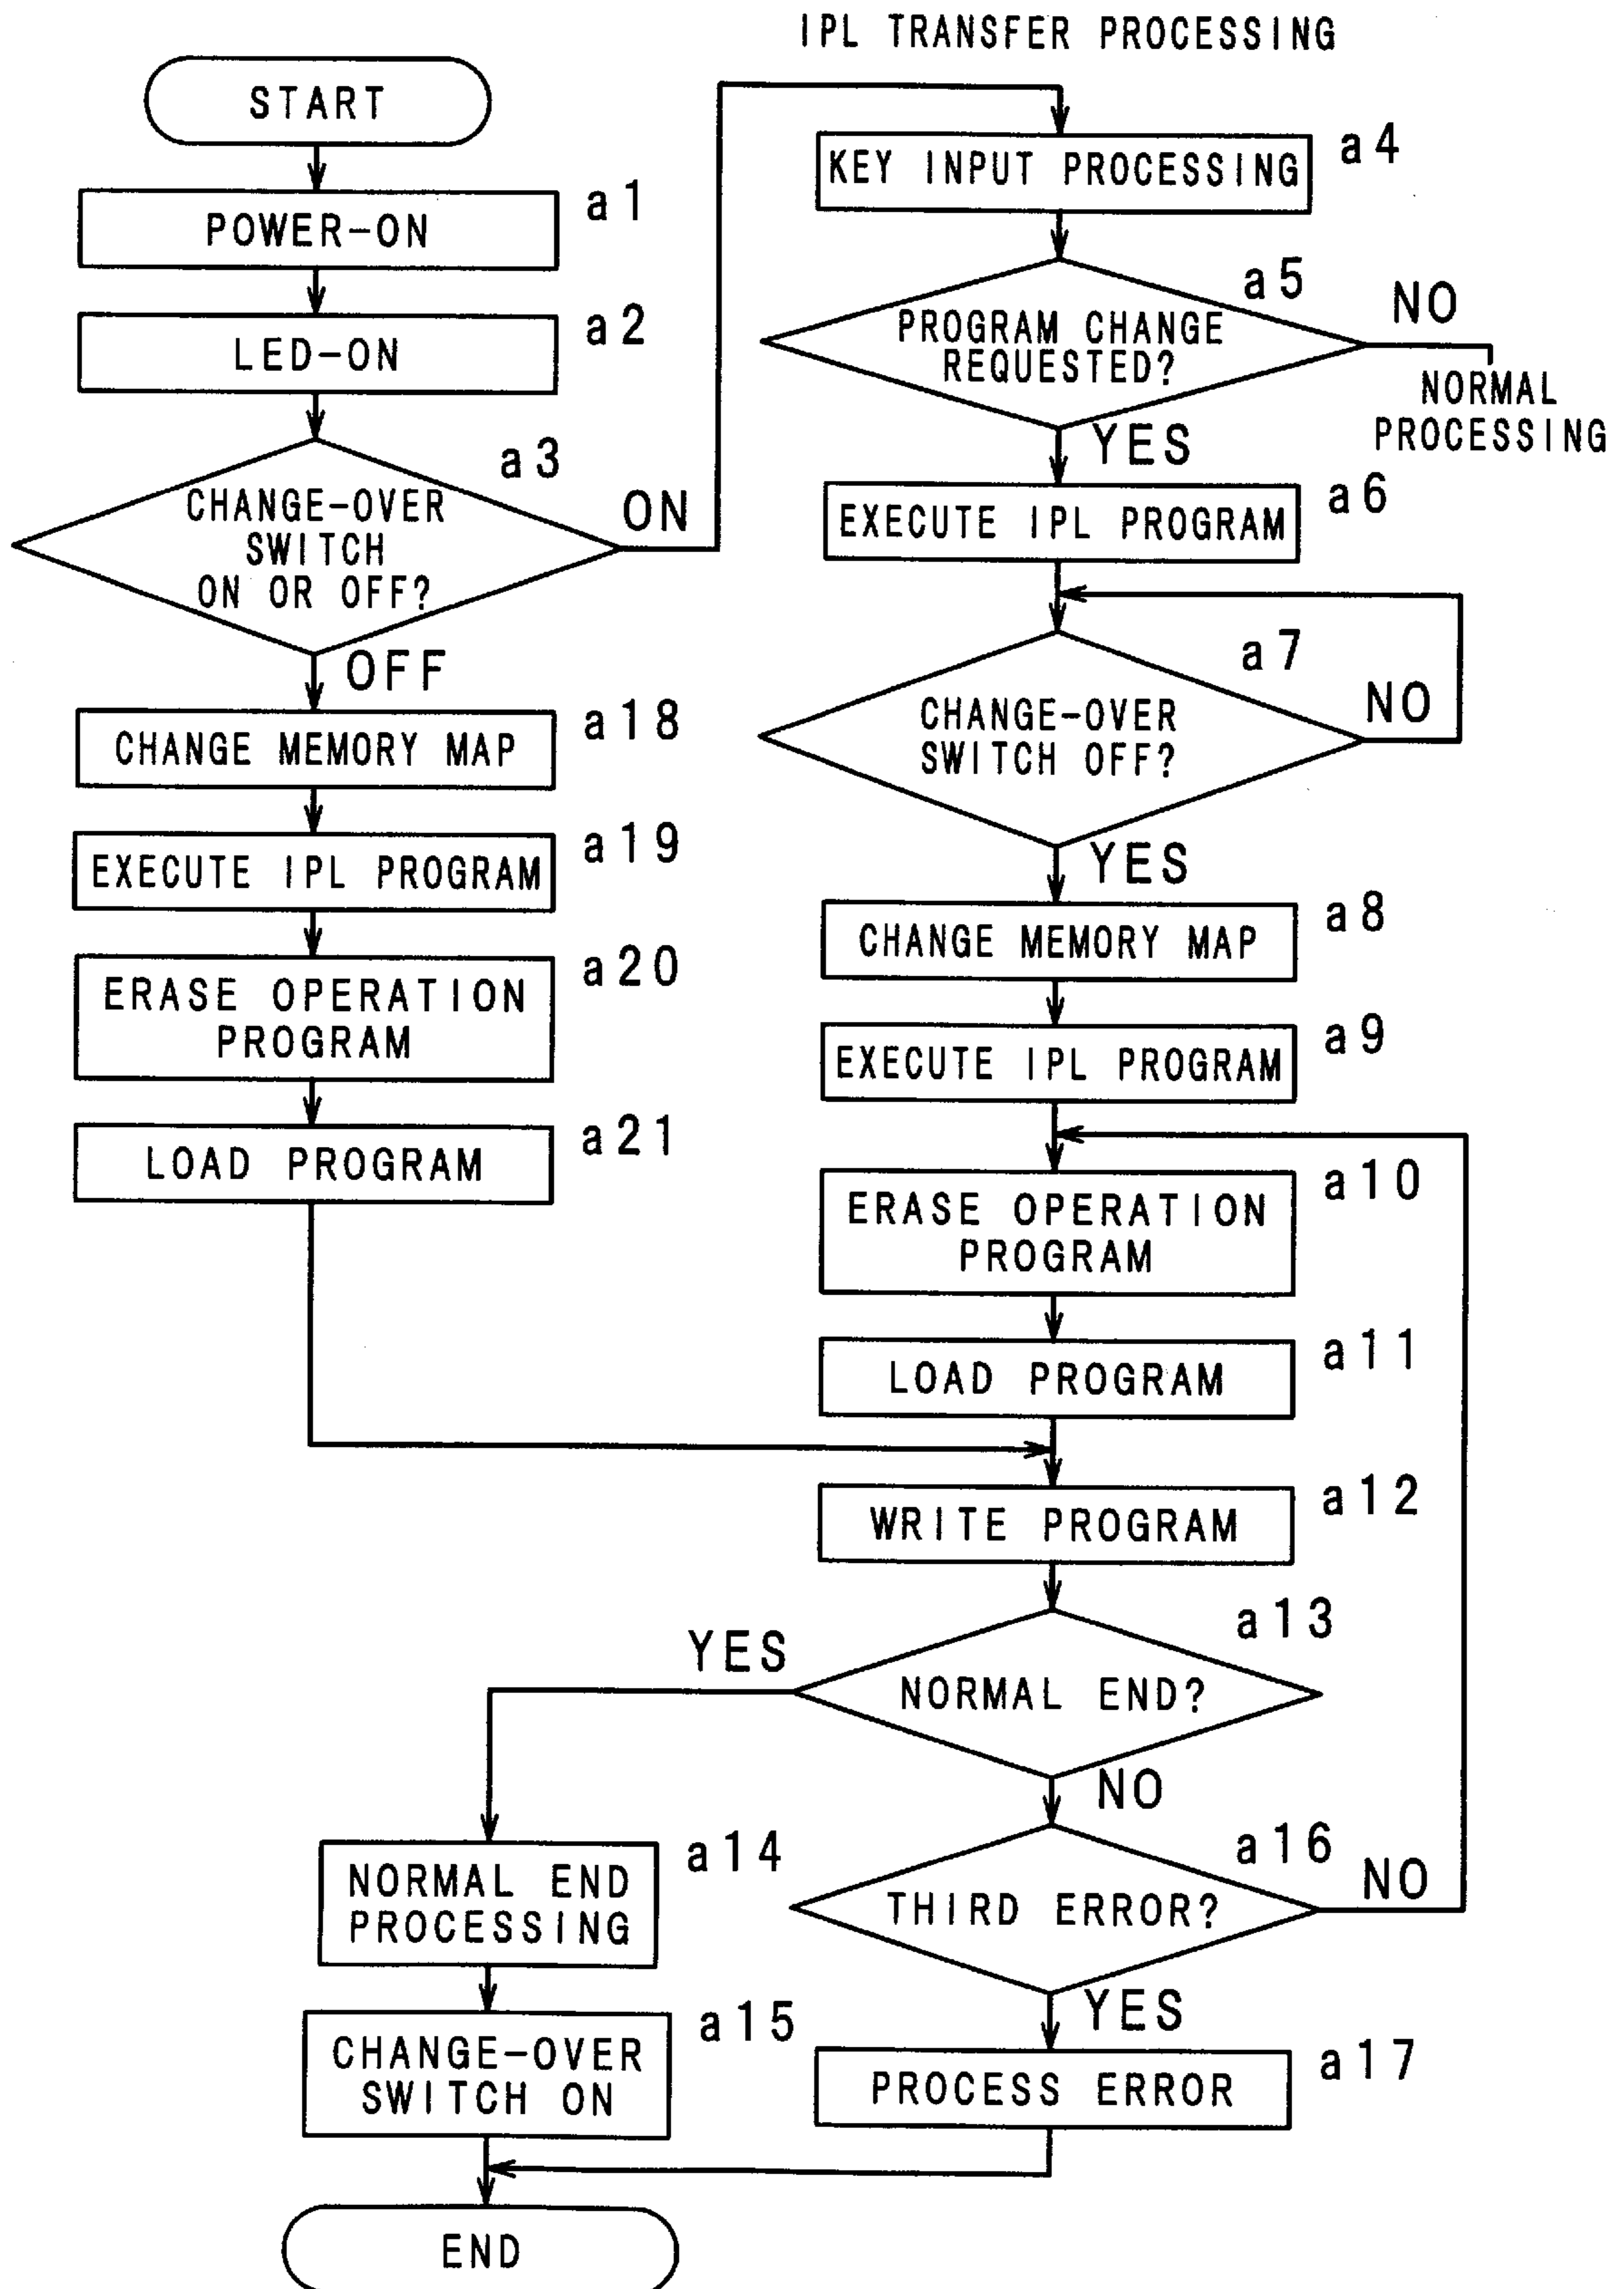 IPL TRANSFER PROCESSING
START
a1
POWER-ON
a2
LED-ON
a3
CHANGE-OVER
SWITCH
ON OR OFF?
ON
OFF
a18
CHANGE MEMORY MAP
a19
EXECUTE IPL PROGRAM
a20
ERASE OPERATION
PROGRAM
a21
LOAD PROGRAM
a4
KEY INPUT PROCESSING
a5
PROGRAM CHANGE
REQUESTED?
NO
NORMAL
PROCESSING
YES
a6
EXECUTE IPL PROGRAM
a7
CHANGE-OVER
SWITCH OFF?
NO
YES
a8
CHANGE MEMORY MAP
a9
EXECUTE IPL PROGRAM
a10
ERASE OPERATION
PROGRAM
a11
LOAD PROGRAM
a12
WRITE PROGRAM
a13
NORMAL END?
YES
NO
a14
NORMAL END
PROCESSING
a15
CHANGE-OVER
SWITCH ON
a16
THIRD ERROR?
NO
YES
a17
PROCESS ERROR
END